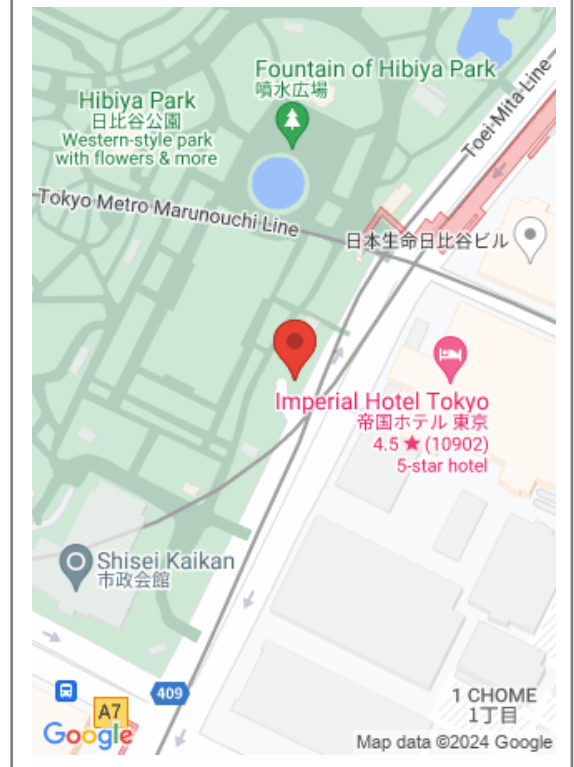 Fountain of Hibiya Park
噴水広場
Hibiya Park
日比谷公園
Western-style park
with flowers & more
Toei Mita Line
Tokyo Metro Marunouchi Line
日本生命日比谷ビル
Imperial Hotel Tokyo
帝国ホテル 東京
4.5 ★ (10902)
5-star hotel
Shisei Kaikan
市政会館
409
A7
1 CHOME
1丁目
Google
Map data ©2024 Google